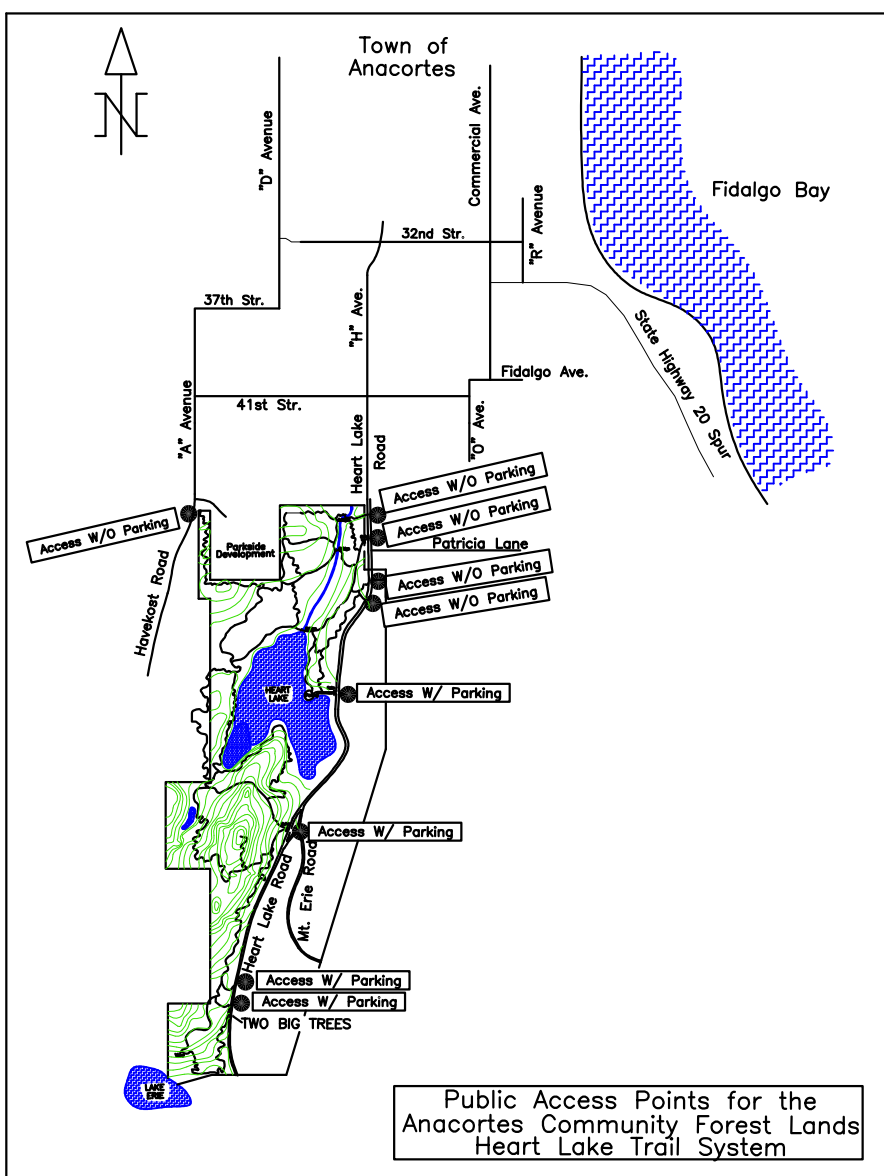 Town of
Anacortes
N
"D" Avenue
Commercial Ave.
"R" Avenue
Fidalgo Bay
32nd Str.
37th Str.
"H" Ave.
State Highway 20 Spur
Fidalgo Ave.
41st Str.
"A" Avenue
"O" Ave.
Heart Lake
Road
Access W/O Parking
Access W/O Parking
Access W/O Parking
Patricia Lane
Parkside
Development
Access W/O Parking
Access W/O Parking
Havekost Road
HEART
LAKE
Access W/ Parking
Access W/ Parking
Heart Lake Road
Mt. Erie Road
Access W/ Parking
Access W/ Parking
TWO BIG TREES
LAKE
ERIE
Public Access Points for the
Anacortes Community Forest Lands
Heart Lake Trail System